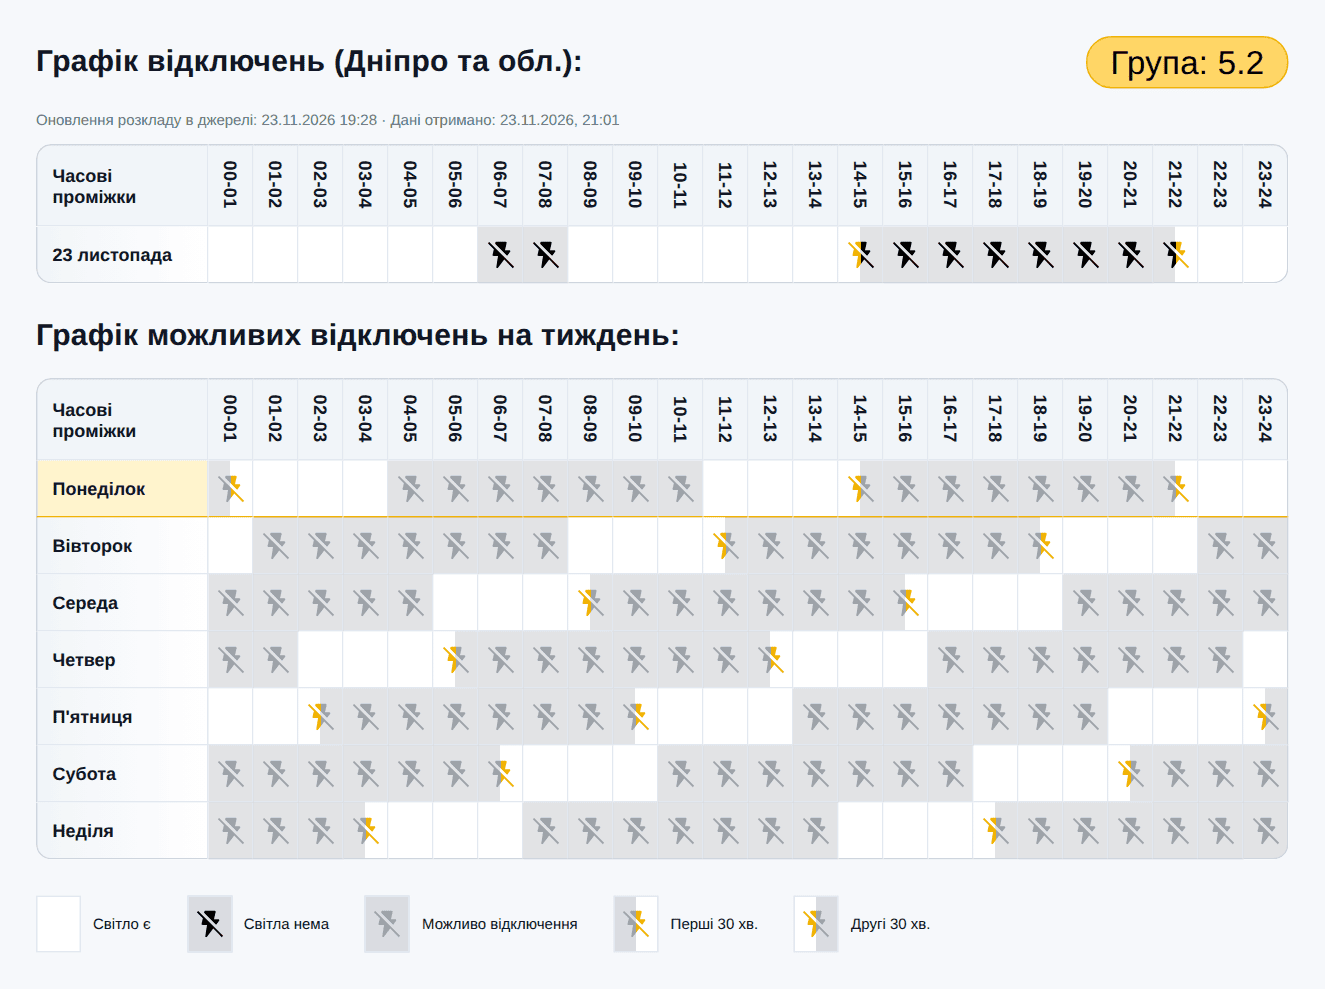 Графік відключень (Дніпро та обл.):
Група: 5.2
Оновлення розкладу в джерелі: 23.11.2026 19:28 · Дані отримано: 23.11.2026, 21:01
Часові проміжки 00-01 01-02 02-03 03-04 04-05 05-06 06-07 07-08 08-09 09-10 10-11 11-12 12-13 13-14 14-15 15-16 16-17 17-18 18-19 19-20 20-21 21-22 22-23 23-24
23 листопада
Графік можливих відключень на тиждень:
Часові проміжки 00-01 01-02 02-03 03-04 04-05 05-06 06-07 07-08 08-09 09-10 10-11 11-12 12-13 13-14 14-15 15-16 16-17 17-18 18-19 19-20 20-21 21-22 22-23 23-24
Понеділок
Вівторок
Середа
Четвер
П'ятниця
Субота
Неділя
Світло є Світла нема Можливо відключення Перші 30 хв. Другі 30 хв.